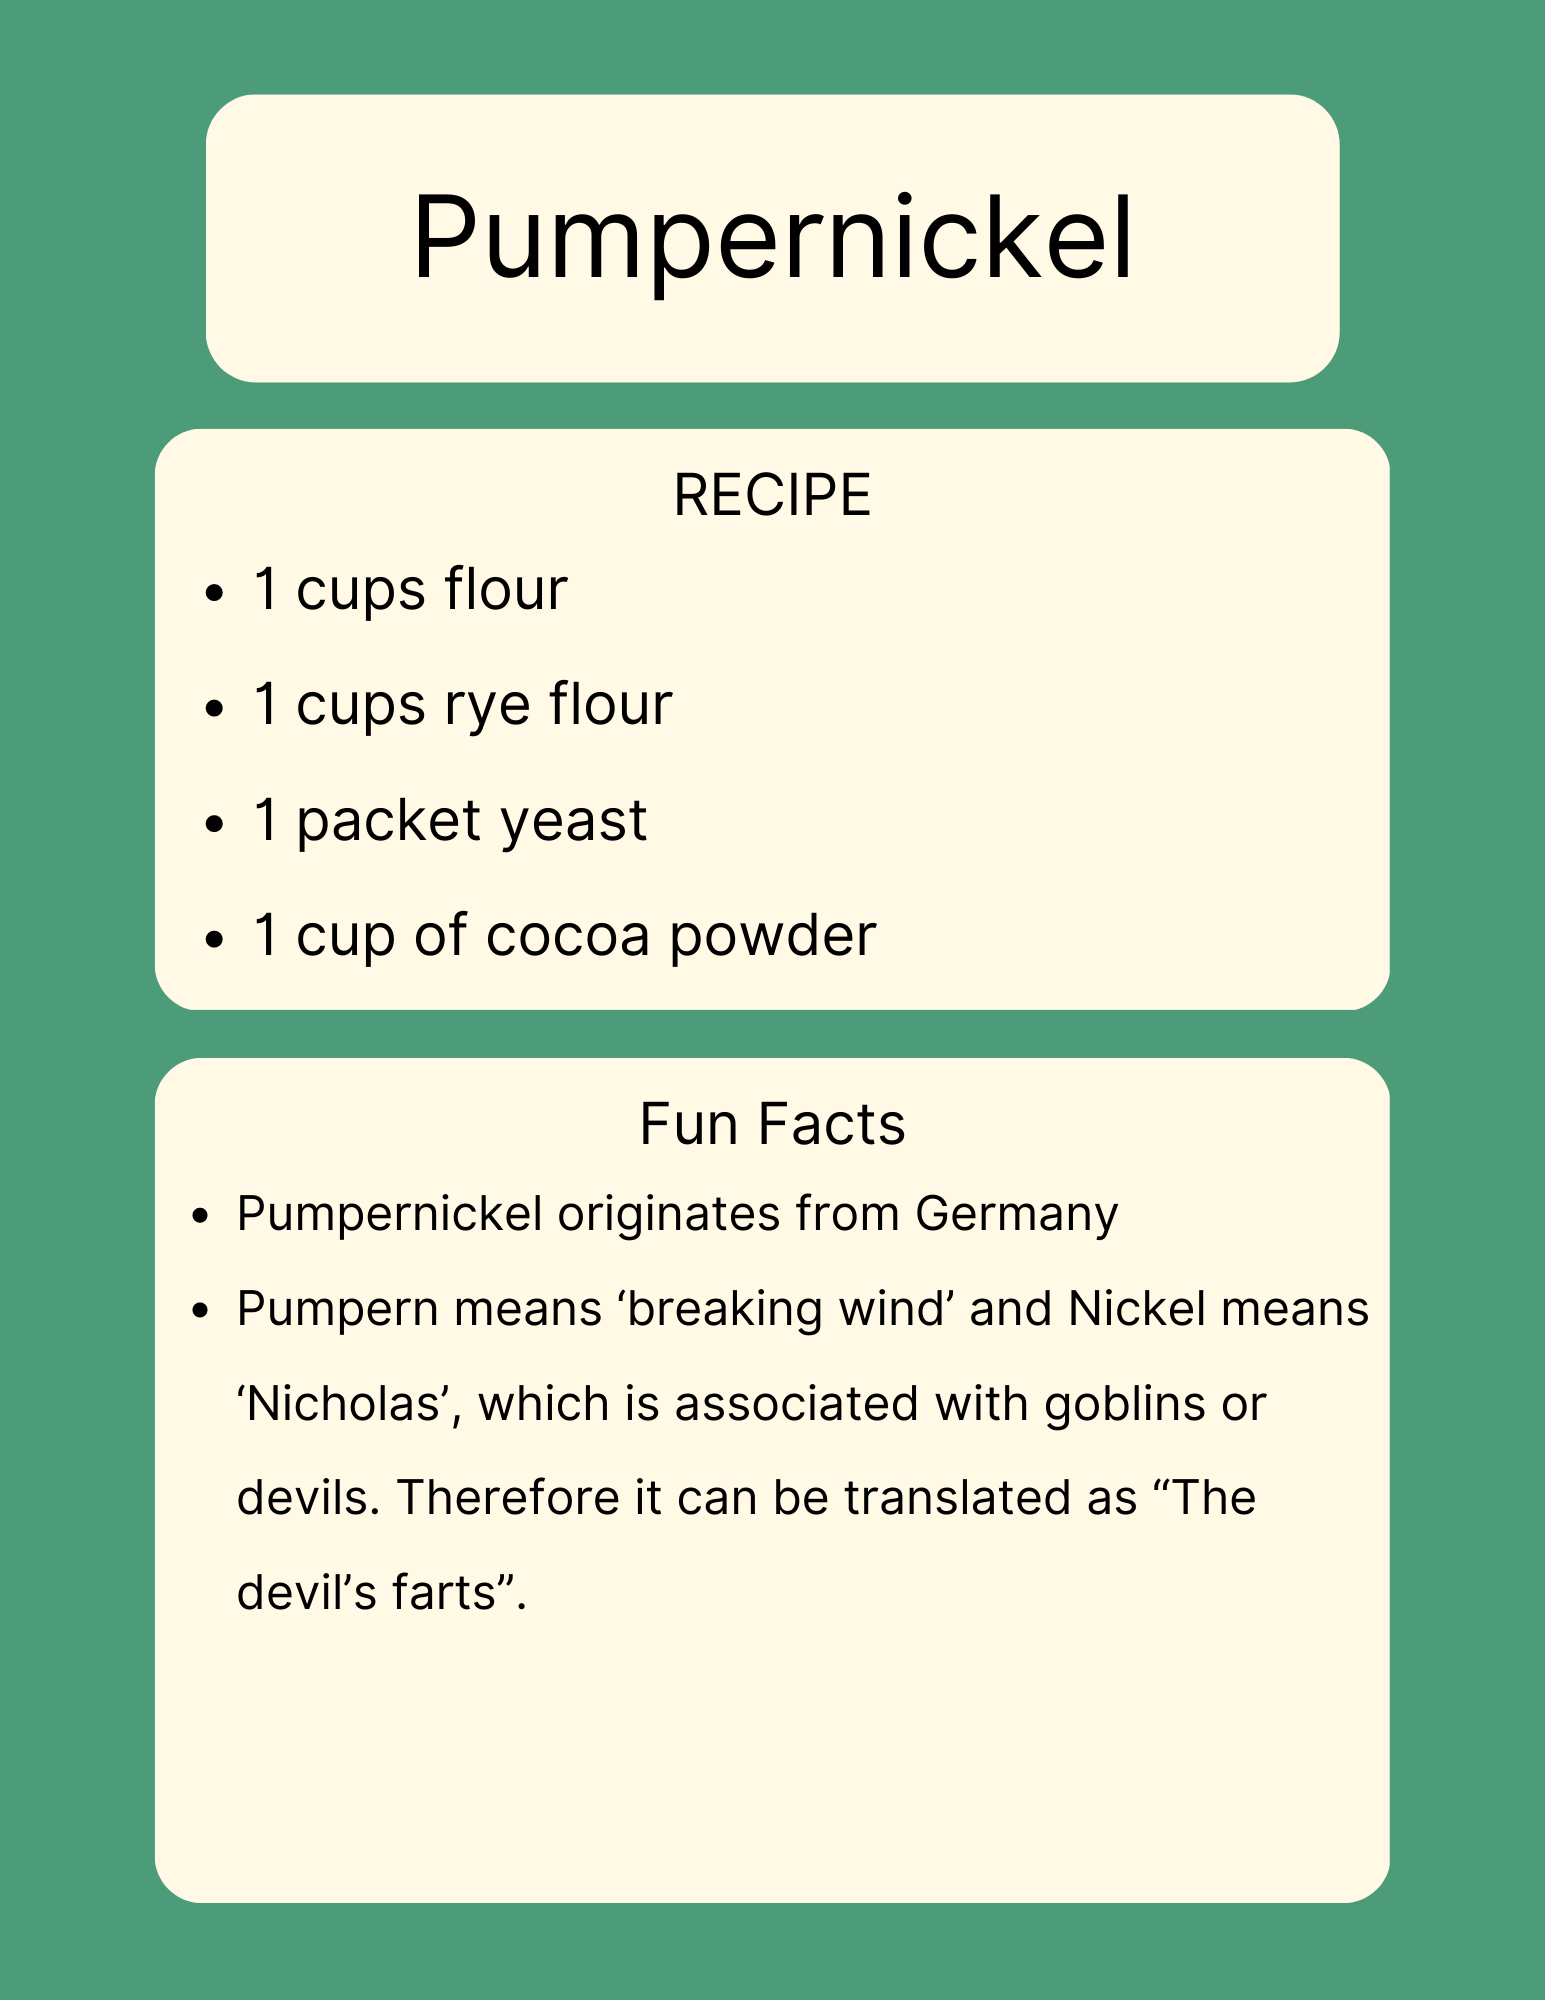 Pumpernickel
RECIPE
• 1 cups flour
• 1 cups rye flour
• 1 packet yeast
• 1 cup of cocoa powder
Fun Facts
• Pumpernickel originates from Germany
• Pumpern means ‘breaking wind’ and Nickel means
‘Nicholas’, which is associated with goblins or
devils. Therefore it can be translated as “The
devil’s farts”.